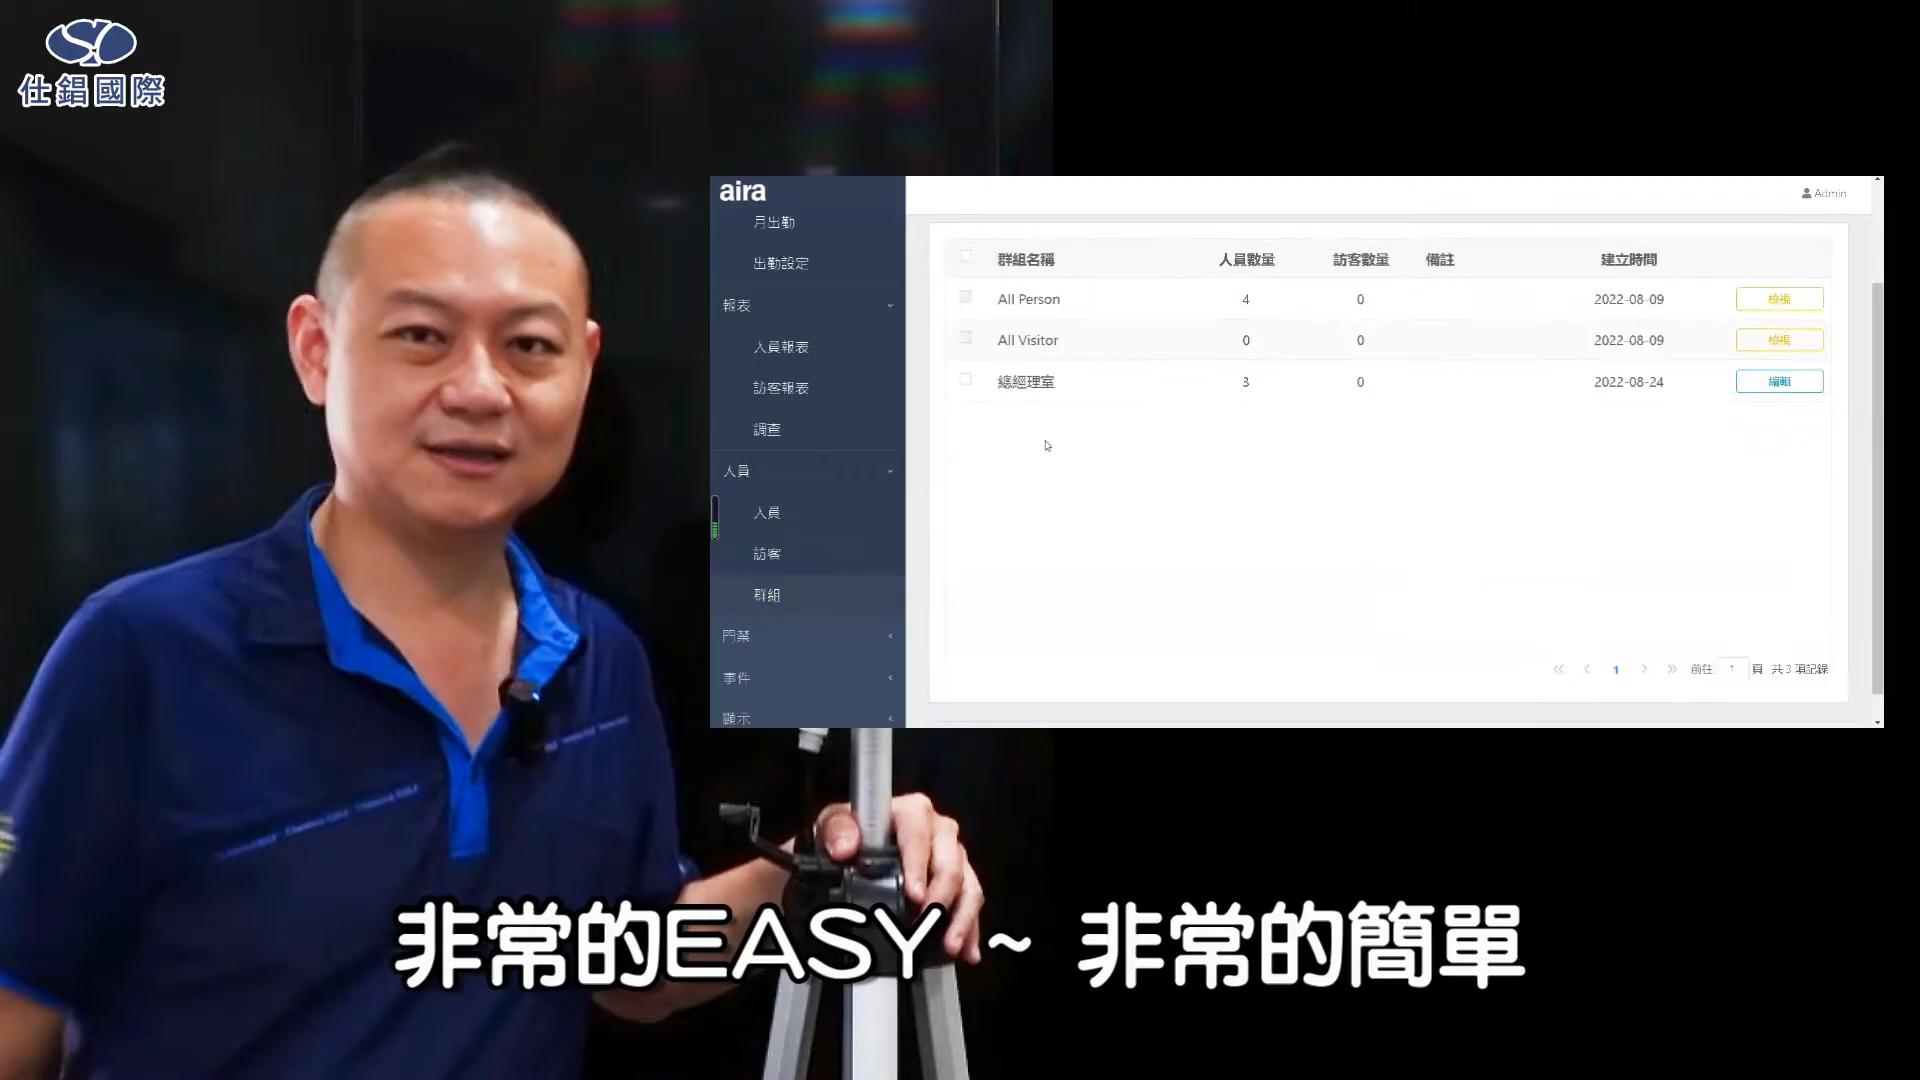 仕錩國際
aira
Admin
月出勤
出勤設定
報表
人員報表
訪客報表
調查
人員
人員
訪客
群組
門禁
事件
顯示
群組名稱 人員數量 訪客數量 備註 建立時間
All Person 4 0 2022-08-09 檢視
All Visitor 0 0 2022-08-09 檢視
總經理室 3 0 2022-08-24 編輯
1 前往 1 頁 共 3 項記錄
非常的EASY ~ 非常的簡單